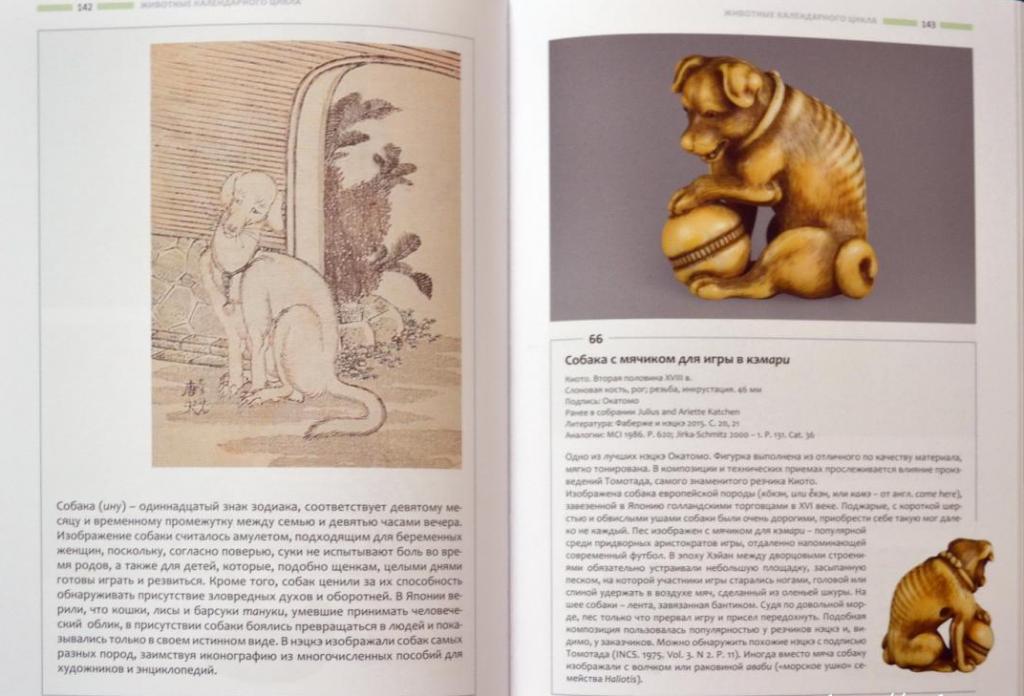 142
ЖИВОТНЫЕ КАЛЕНДАРНОГО ЦИКЛА
Собака (ину) – одиннадцатый знак зодиака, соответствует девятому ме-
сяцу и временному промежутку между семью и девятью часами вечера.
Изображение собаки считалось амулетом, подходящим для беременных
женщин, поскольку, согласно поверью, суки не испытывают боль во вре-
мя родов, а также для детей, которые, подобно щенкам, целыми днями
готовы играть и резвиться. Кроме того, собак ценили за их способность
обнаруживать присутствие зловредных духов и оборотней. В Японии ве-
рили, что кошки, лисы и барсуки тануки, умевшие принимать человече-
ский облик, в присутствии собаки боялись превращаться в людей и пока-
зывались только в своем истинном виде. В нэцкэ изображали собак самых
разных пород, заимствуя иконографию из многочисленных пособий для
художников и энциклопедий.
ЖИВОТНЫЕ КАЛЕНДАРНОГО ЦИКЛА
143
66
Собака с мячиком для игры в кэмари
Киото. Вторая половина XVIII в.
Слоновая кость, рог; резьба, инкрустация. 46 мм
Подпись: Окатомо
Ранее в собрании Julius and Arlette Katchen
Литература: Фаберже и нэцкэ 2015. С. 20, 21
Аналогии: MCI 1986. P. 620; Jirka-Schmitz 2000 – 1. P. 131. Cat. 36
Одно из лучших нэцкэ Окатомо. Фигурка выполнена из отличного по качеству материала,
мягко тонирована. В композиции и технических приемах прослеживается влияние произ-
ведений Томотада, самого знаменитого резчика Киото.
Изображена собака европейской породы (кōкэн, или ёкэн, или камэ – от англ. come here),
завезенной в Японию голландскими торговцами в XVI веке. Поджарые, с короткой шер-
стью и обвислыми ушами собаки были очень дорогими, приобрести себе такую мог дале-
ко не каждый. Пес изображен с мячиком для кэмари – популярной
среди придворных аристократов игры, отдаленно напоминающей
современный футбол. В эпоху Хэйан между дворцовыми строени-
ями обязательно устраивали небольшую площадку, засыпанную
песком, на которой участники игры старались ногами, головой или
спиной удержать в воздухе мяч, сделанный из оленьей шкуры. На
шее собаки – лента, завязанная бантиком. Судя по довольной мор-
де, пес только что прервал игру и присел передохнуть. Подобная
композиция пользовалась популярностью у резчиков нэцкэ и, ви-
димо, у заказчиков. Можно обнаружить похожие нэцкэ с подписью
Томотада (INCS. 1975. Vol. 3. N 2. P. 11). Иногда вместо мяча собаку
изображали с волчком или раковиной аваби («морское ушко» се-
мейства Haliotis).